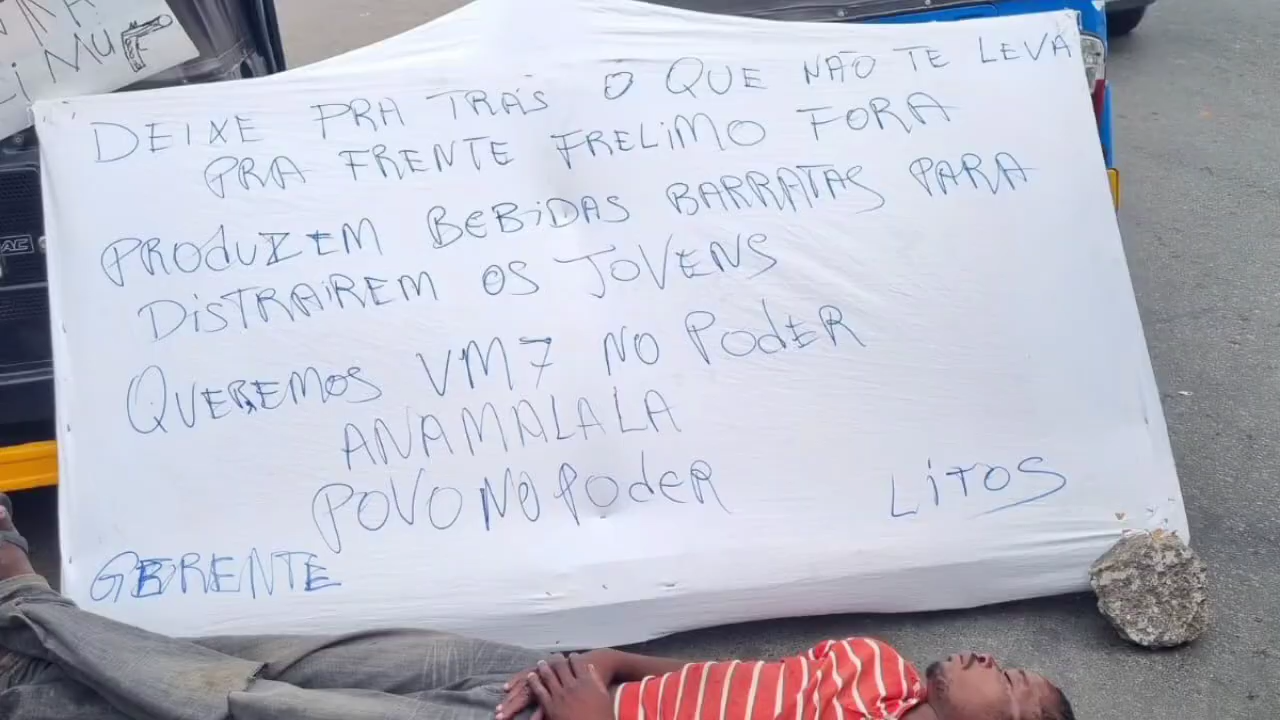 DEIXE PRA TRÁS O QUE NÃO TE LEVA
PRA FRENTE FRELIMO FORA
PRODUZEM BEBIDAS BARRATAS PARA
DISTRAIREM OS JOVENS
QUEREMOS VM7 NO PODER
ANAMALALA
POVO NO PODER
LITOS
GERENTE